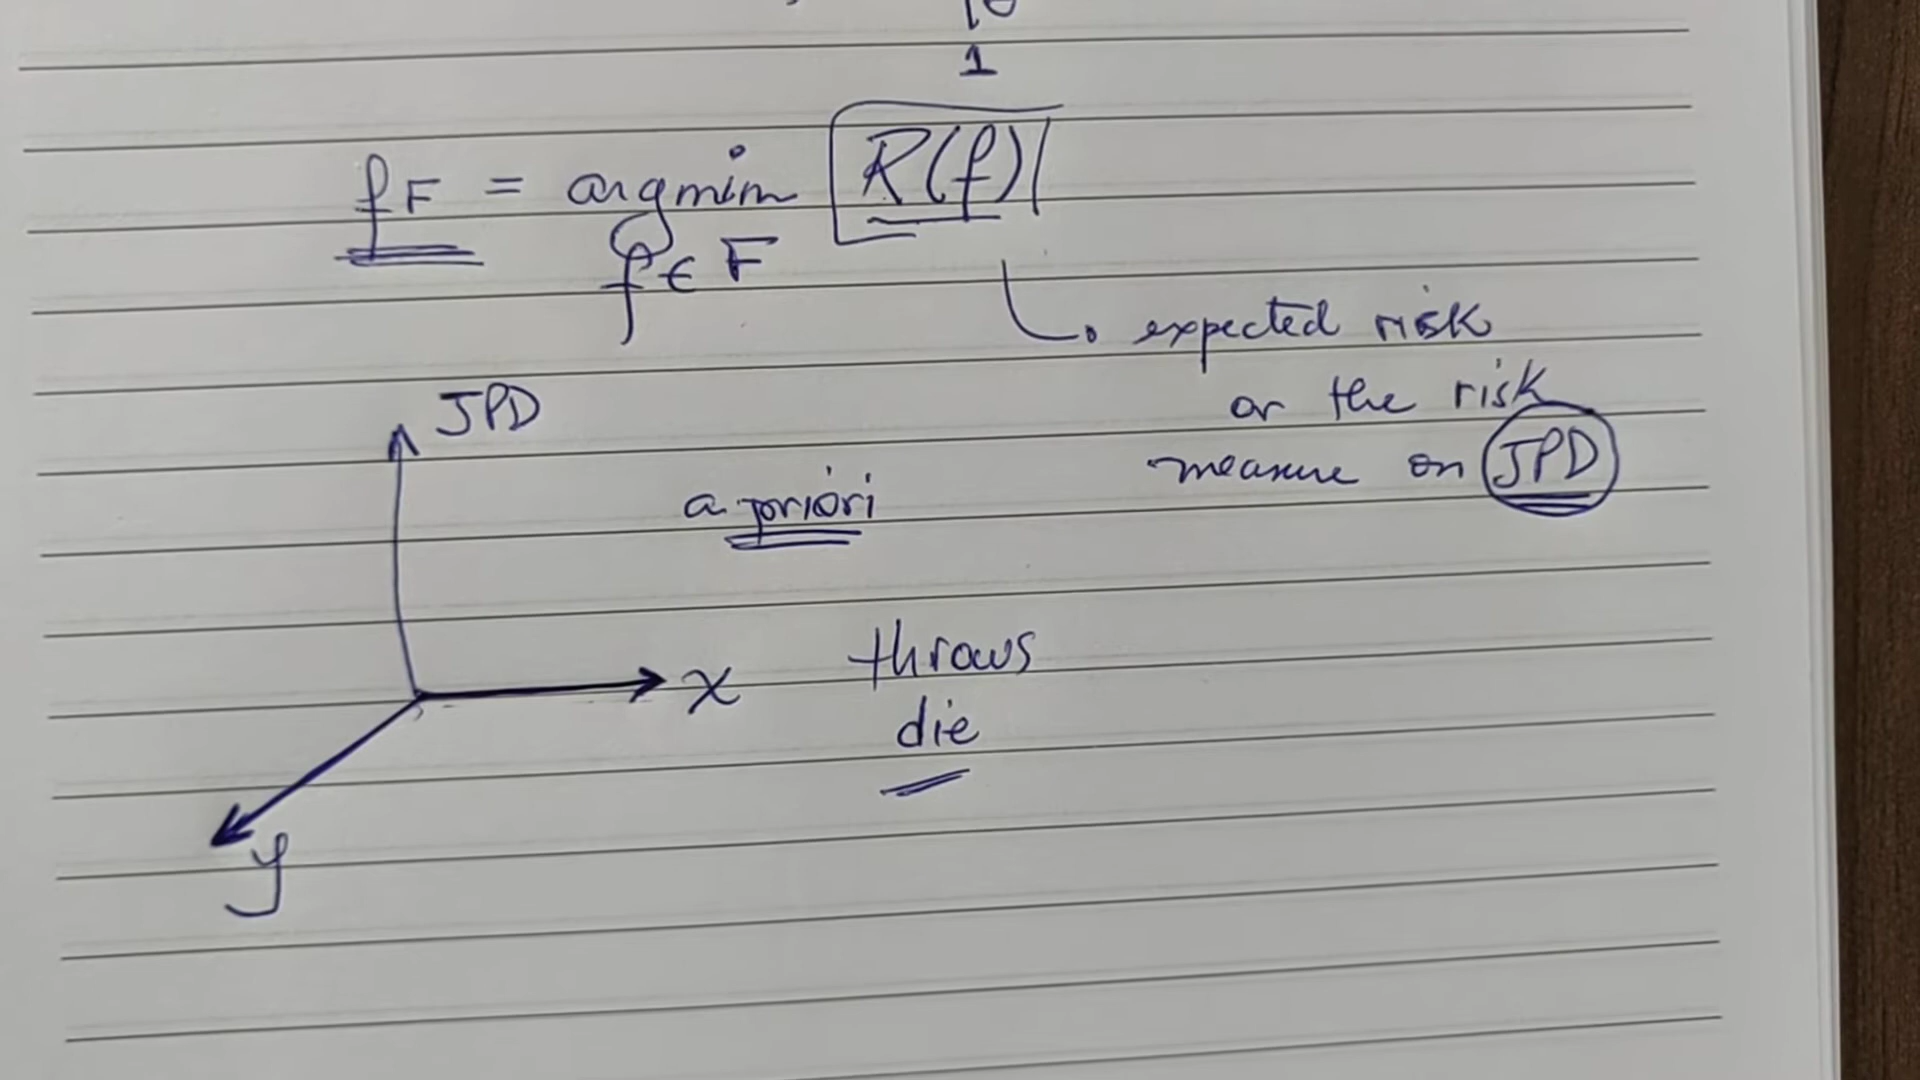 1
f_F = argmin R(f)
f ∈ F
expected risk
or the risk
measure on JPD
JPD
a priori
x
throws
die
y